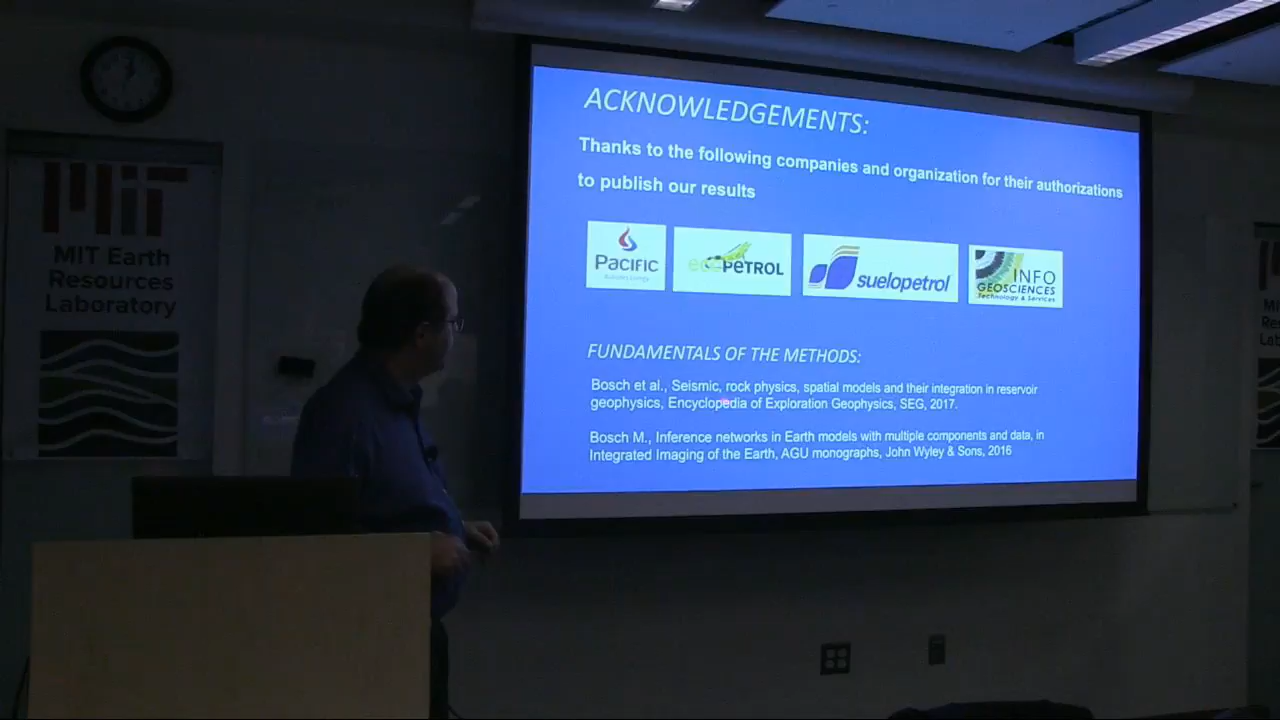 MIT
MIT Earth
Resources
Laboratory
ACKNOWLEDGEMENTS:
Thanks to the following companies and organization for their authorizations
to publish our results
PACIFIC
ecoPETROL
suelopetrol
INFO
GEOSCIENCES
Technology & Services
FUNDAMENTALS OF THE METHODS:
Bosch et al., Seismic, rock physics, spatial models and their integration in reservoir
geophysics, Encyclopedia of Exploration Geophysics, SEG, 2017.
Bosch M., Inference networks in Earth models with multiple components and data, in
Integrated Imaging of the Earth, AGU monographs, John Wyley & Sons, 2016